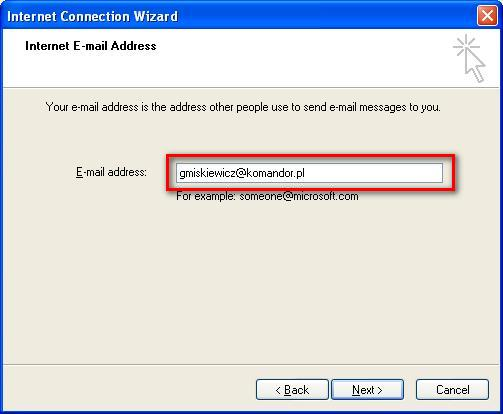 Internet Connection Wizard
Internet E-mail Address
Your e-mail address is the address other people use to send e-mail messages to you.
E-mail address: gmiskiewicz@komandor.pl
For example: someone@microsoft.com
< Back Next > Cancel